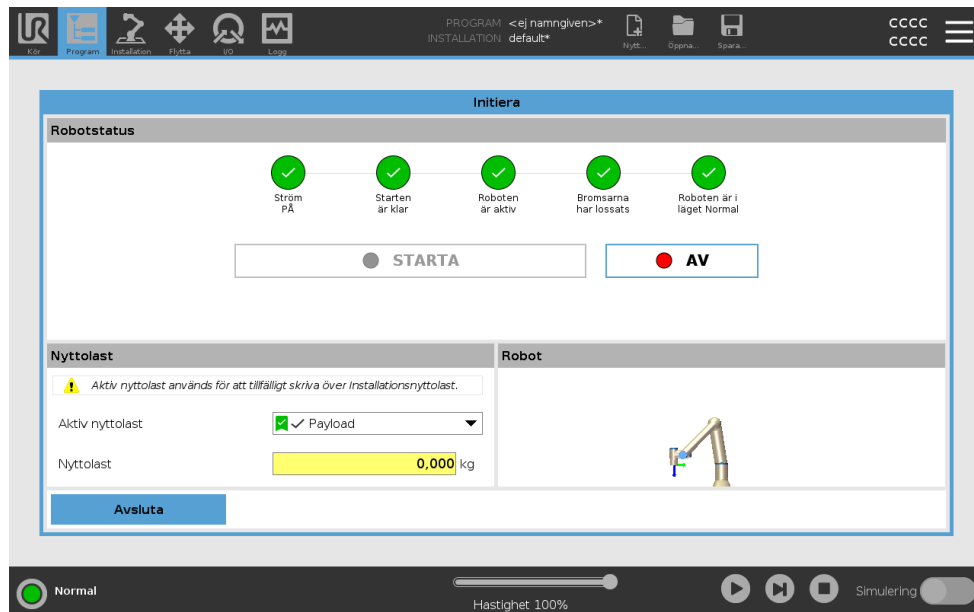 UR
PROGRAM <ej namngiven>*
INSTALLATION default*
CCCC
CCCC
Kör
Program
Installation
Flytta
I/O
Logg
Nytt...
Öppna...
Spara...
Initiera
Robotstatus
Ström
PÅ
Starten
är klar
Roboten
är aktiv
Bromsarna
har lossats
Roboten är i
läget Normal
STARTA
AV
Nyttolast
Robot
Aktiv nyttolast används för att tillfälligt skriva över Installationsnyttolast.
Aktiv nyttolast
Payload
Nyttolast
0,000 kg
Avsluta
Normal
Hastighet 100%
Simulering